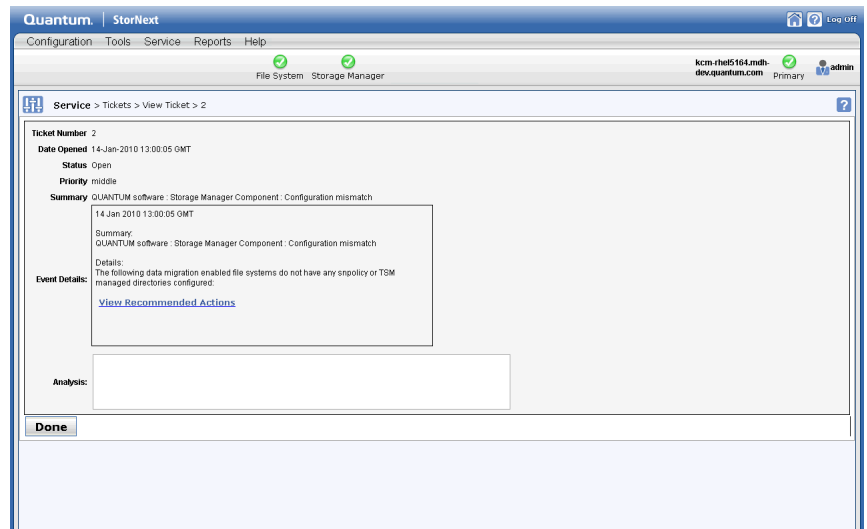 Quantum. StorNext
Log Off
Configuration Tools Service Reports Help
File System Storage Manager
kcm-rhel5164.mdh-
dev.quantum.com
Primary
admin
Service > Tickets > View Ticket > 2
Ticket Number 2
Date Opened 14-Jan-2010 13:00:05 GMT
Status Open
Priority middle
Summary QUANTUM software : Storage Manager Component : Configuration mismatch
Event Details:
14 Jan 2010 13:00:05 GMT
Summary:
QUANTUM software : Storage Manager Component : Configuration mismatch
Details:
The following data migration enabled file systems do not have any snpolicy or TSM
managed directories configured:
View Recommended Actions
Analysis:
Done